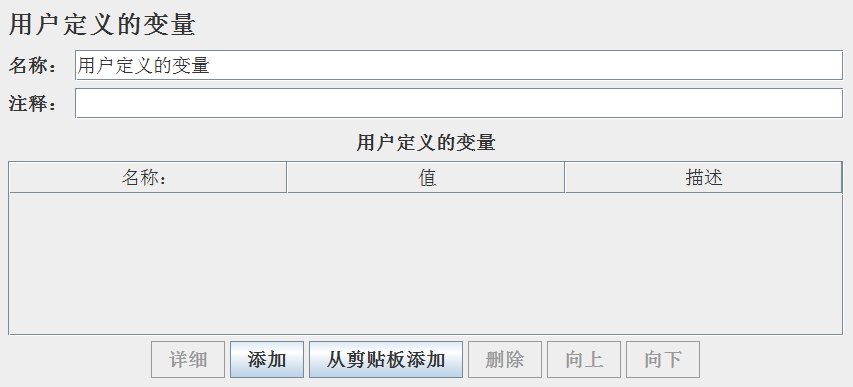 用户定义的变量
名称： 用户定义的变量
注释：
用户定义的变量
名称： 值 描述
详细 添加 从剪贴板添加 删除 向上 向下